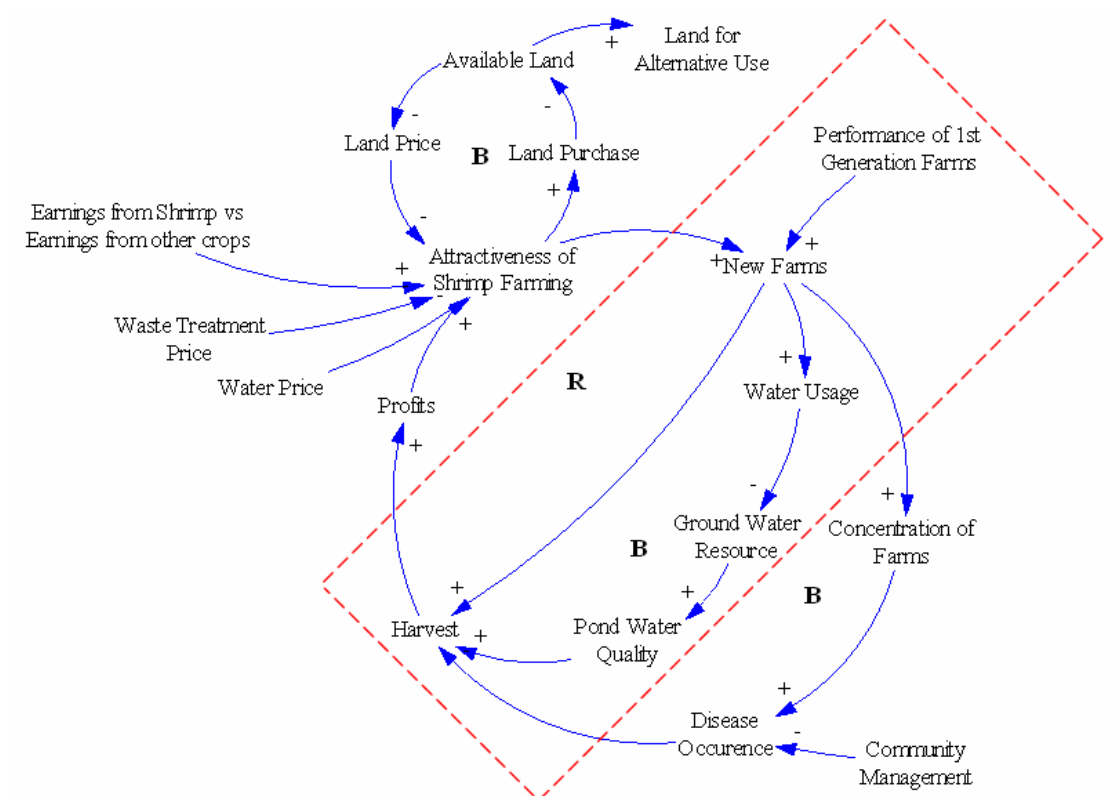 Land for
Alternative Use
+
Available Land
-
-
Performance of 1st
Generation Farms
Land Price
B
Land Purchase
+
-
Earnings from Shrimp vs
Earnings from other crops
+
Attractiveness of
Shrimp Farming
-
+
+
New Farms
+
Waste Treatment
Price
+
Water Price
R
+
Water Usage
Profits
+
-
+
Ground Water
Resource
Concentration of
Farms
B
+
+
B
Harvest
+
Pond Water
Quality
+
Disease
Occurence
-
Community
Management